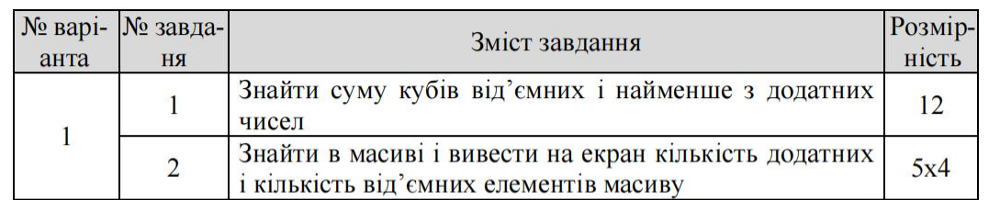 № варі-
анта
№ завда-
ня
Зміст завдання
Розмір-
ність
1
1
Знайти суму кубів від’ємних і найменше з додатних
чисел
12
2
Знайти в масиві і вивести на екран кількість додатних
і кількість від’ємних елементів масиву
5х4